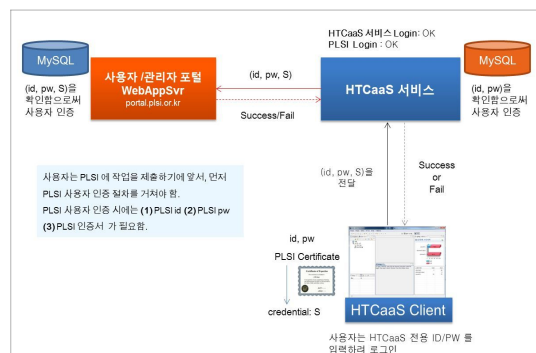 HTCaaS 서비스 Login: OK
PLSI Login : OK
MySQL
(id, pw, S)을
확인함으로써
사용자 인증
사용자 /관리자 포털
WebAppSvr
portal.plsi.or.kr
(id, pw, S)
Success/Fail
HTCaaS 서비스
MySQL
(id, pw)을
확인함으로써
사용자 인증
사용자는 PLSI 에 작업을 제출하기에 앞서, 먼저
PLSI 사용자 인증 절차를 거쳐야 함.
PLSI 사용자 인증 시에는 (1) PLSI id (2) PLSI pw
(3) PLSI 인증서 가 필요함.
(id, pw, S)을
전달
Success
or
Fail
id, pw
PLSI Certificate
credential: S
HTCaaS Client
사용자는 HTCaaS 전용 ID/PW 를
입력하려 로그인